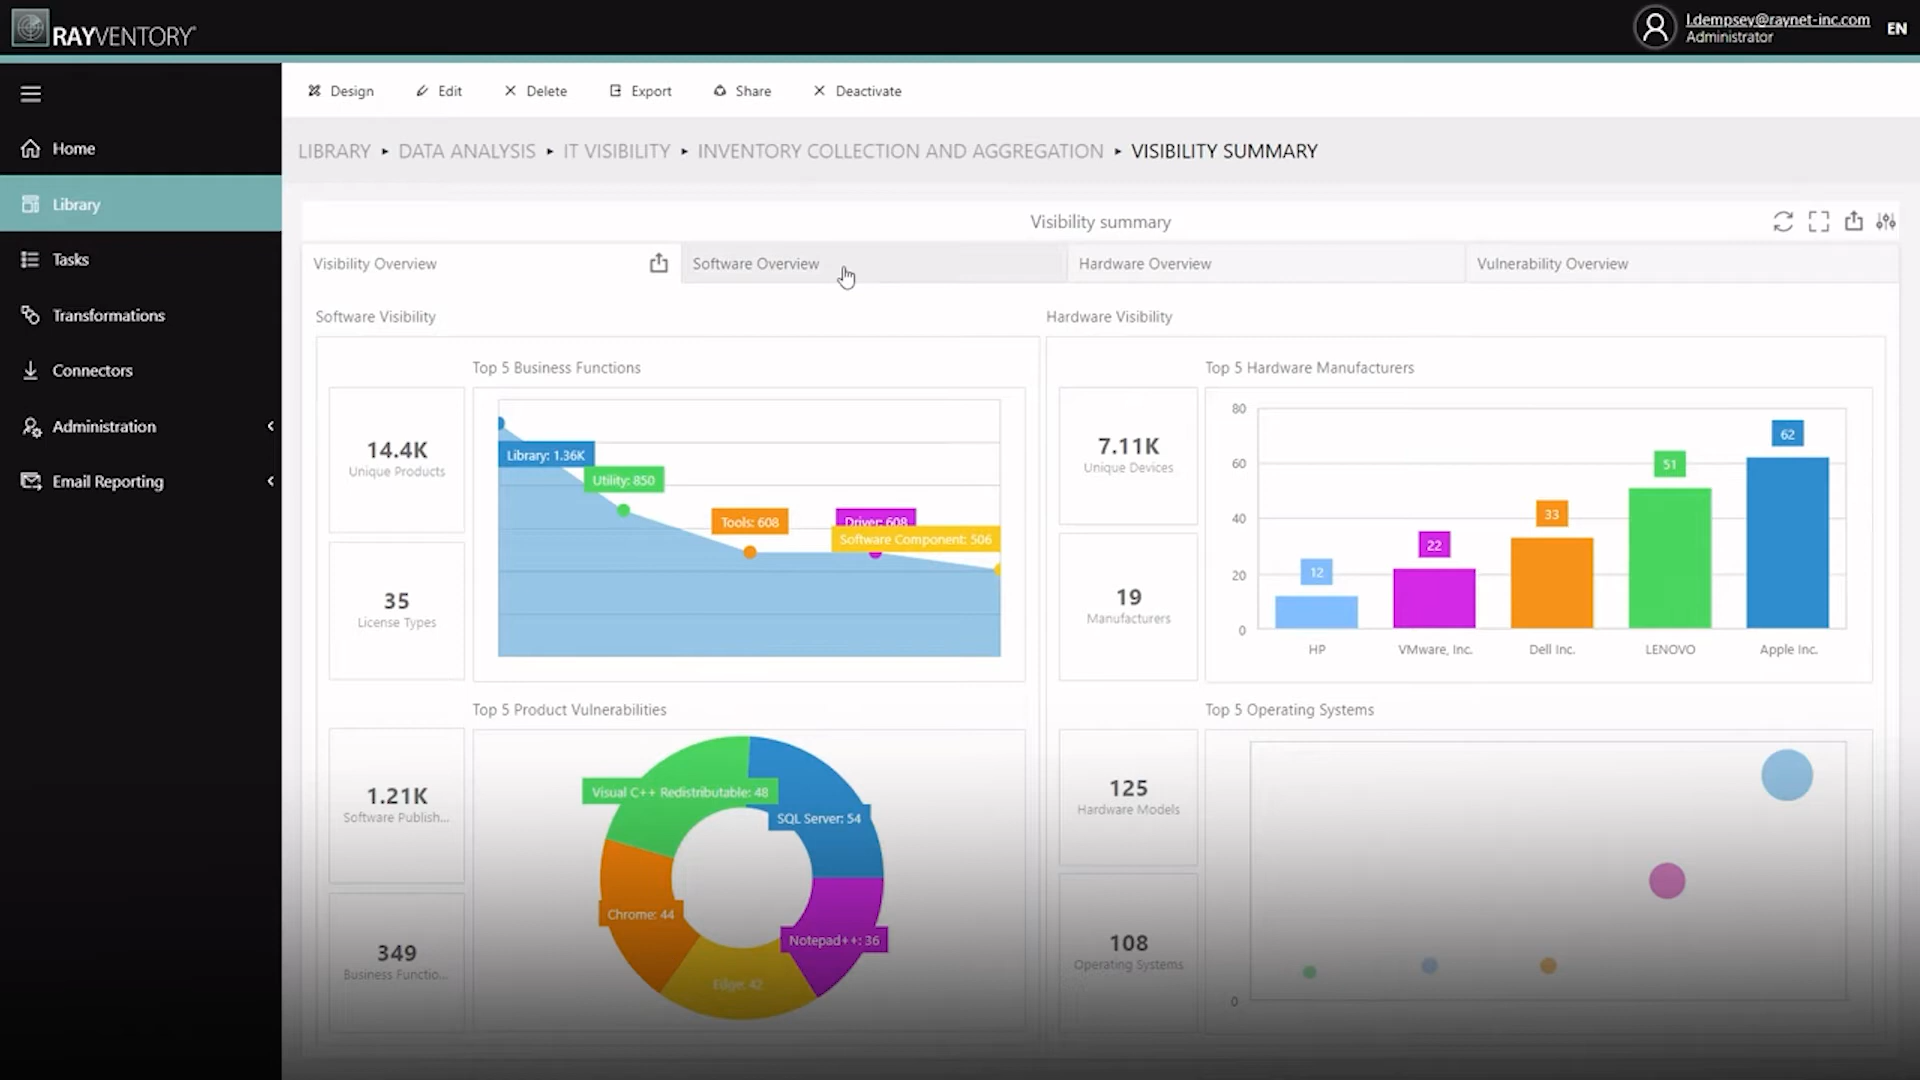 RAYVENTORY
l.dempsey@raynet-inc.com
Administrator
EN
Design
Edit
Delete
Export
Share
Deactivate
Home
Library
Tasks
Transformations
Connectors
Administration
Email Reporting
LIBRARY ▸ DATA ANALYSIS ▸ IT VISIBILITY ▸ INVENTORY COLLECTION AND AGGREGATION ▸ VISIBILITY SUMMARY
Visibility summary
Visibility Overview
Software Overview
Hardware Overview
Vulnerability Overview
Software Visibility
Top 5 Business Functions
14.4K
Unique Products
35
License Types
Library: 1.36K
Utility: 850
Tools: 608
Driver: 608
Software Component: 506
Top 5 Product Vulnerabilities
1.21K
Software Publish...
349
Business Functio...
Visual C++ Redistributable: 48
SQL Server: 54
Chrome: 44
Notepad++: 36
Edge: 42
Hardware Visibility
Top 5 Hardware Manufacturers
7.11K
Unique Devices
19
Manufacturers
80
60
40
20
0
12
22
33
51
62
HP
VMware, Inc.
Dell Inc.
LENOVO
Apple Inc.
Top 5 Operating Systems
125
Hardware Models
108
Operating Systems
0